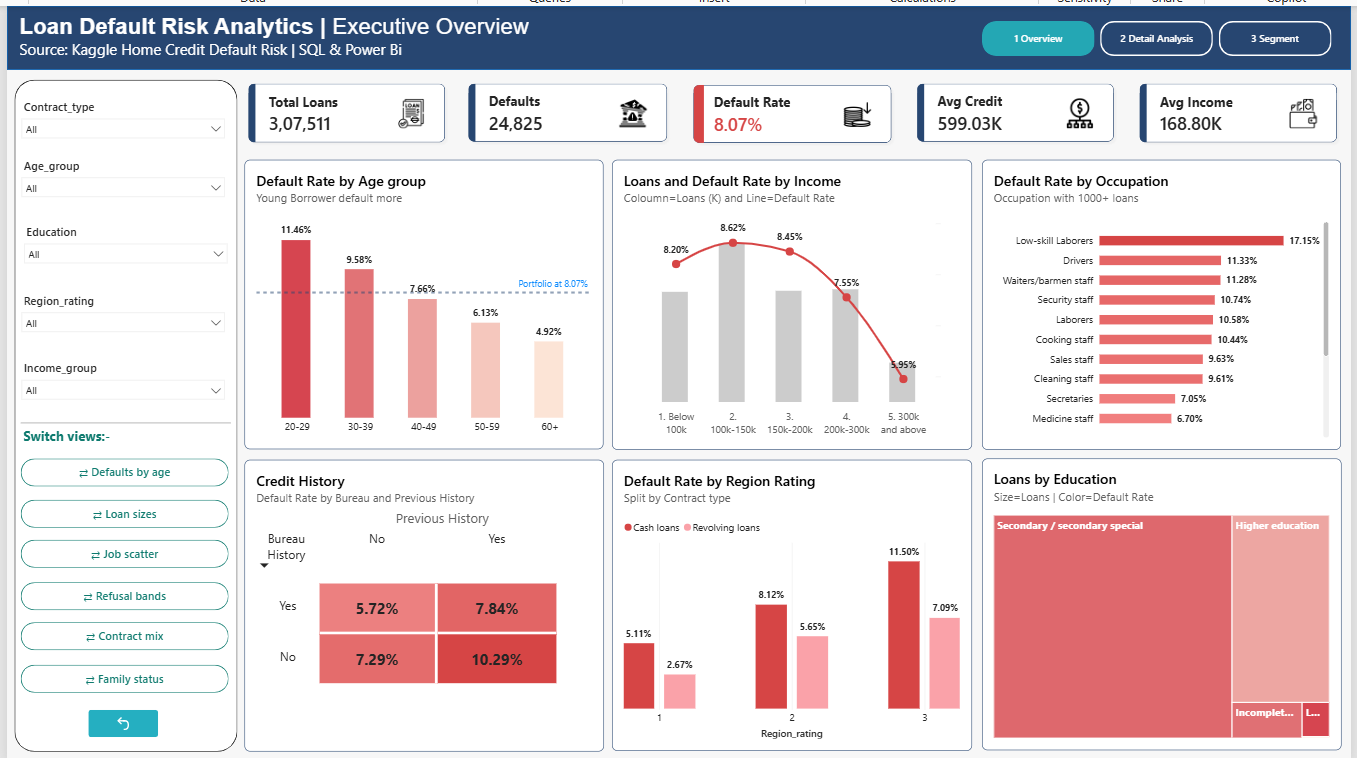 Data Queries Insert Calculations Sensitivity Share Copilot
Loan Default Risk Analytics | Executive Overview
Source: Kaggle Home Credit Default Risk | SQL & Power Bi
1 Overview
2 Detail Analysis
3 Segment
Contract_type
All
Age_group
All
Education
All
Region_rating
All
Income_group
All
Switch views:-
⇄ Defaults by age
⇄ Loan sizes
⇄ Job scatter
⇄ Refusal bands
⇄ Contract mix
⇄ Family status
Total Loans
3,07,511
LOAN
Defaults
24,825
Default Rate
8.07%
Avg Credit
599.03K
Avg Income
168.80K
Default Rate by Age group
Young Borrower default more
11.46%
9.58%
7.66%
6.13%
4.92%
Portfolio at 8.07%
20-29 30-39 40-49 50-59 60+
Loans and Default Rate by Income
Coloumn=Loans (K) and Line=Default Rate
8.20%
8.62%
8.45%
7.55%
5.95%
1. Below
100k
2.
100k-150k
3.
150k-200k
4.
200k-300k
5. 300k
and above
Default Rate by Occupation
Occupation with 1000+ loans
Low-skill Laborers 17.15%
Drivers 11.33%
Waiters/barmen staff 11.28%
Security staff 10.74%
Laborers 10.58%
Cooking staff 10.44%
Sales staff 9.63%
Cleaning staff 9.61%
Secretaries 7.05%
Medicine staff 6.70%
Credit History
Default Rate by Bureau and Previous History
Previous History
Bureau
History
No Yes
Yes 5.72% 7.84%
No 7.29% 10.29%
Default Rate by Region Rating
Split by Contract type
Cash loans Revolving loans
5.11%
2.67%
8.12%
5.65%
11.50%
7.09%
1 2 3
Region_rating
Loans by Education
Size=Loans | Color=Default Rate
Secondary / secondary special
Higher education
Incomplet...
L...